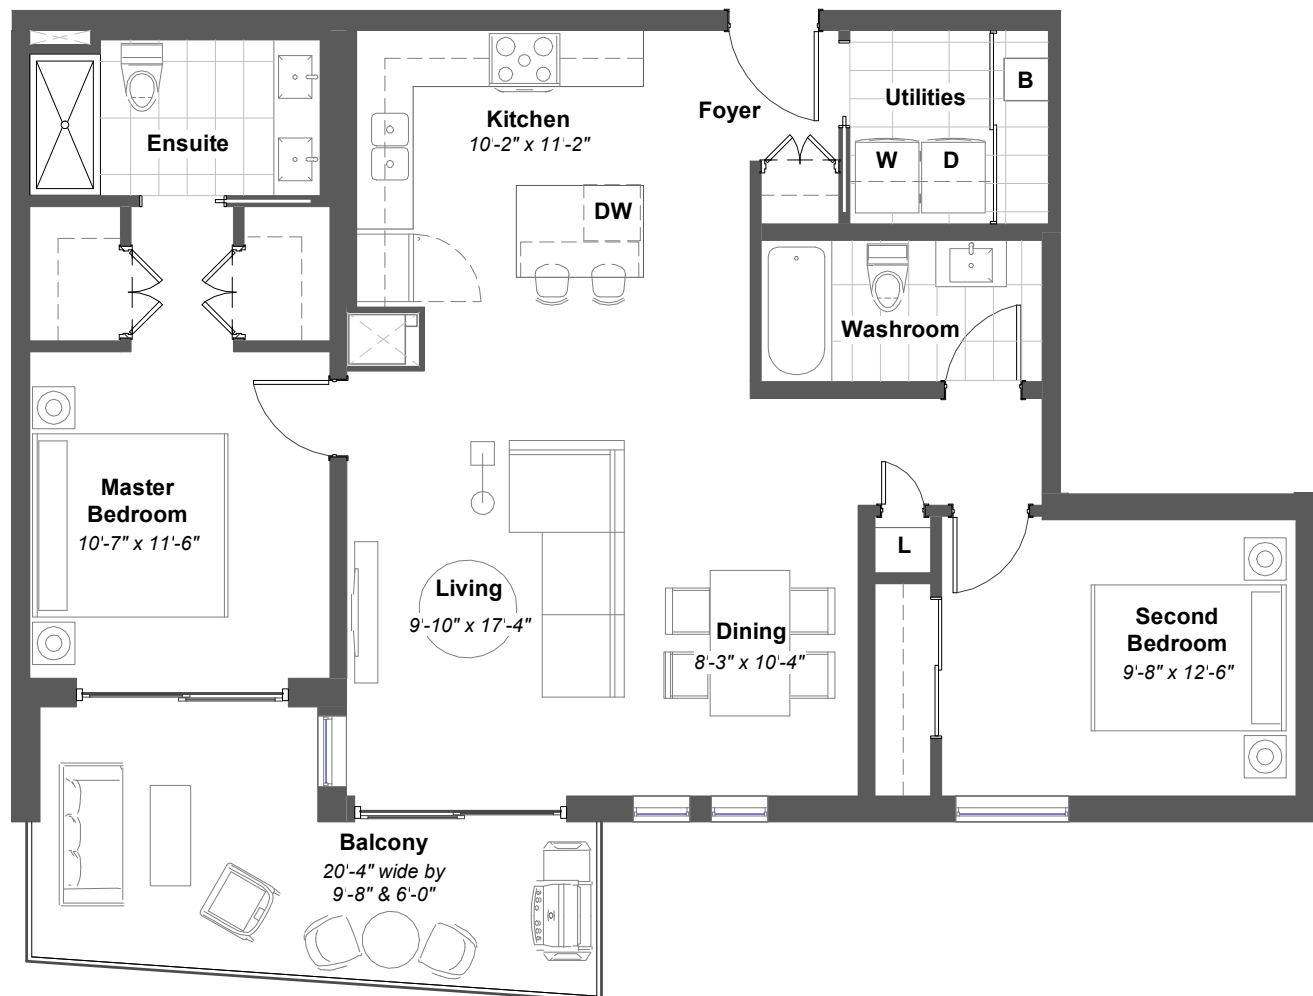 Ensuite
Kitchen
10'-2" x 11'-2"
DW
Foyer
Utilities
B
W
D
Washroom
Master
Bedroom
10'-7" x 11'-6"
Living
9'-10" x 17'-4"
Dining
8'-3" x 10'-4"
L
Second
Bedroom
9'-8" x 12'-6"
Balcony
20'-4" wide by
9'-8" & 6'-0"